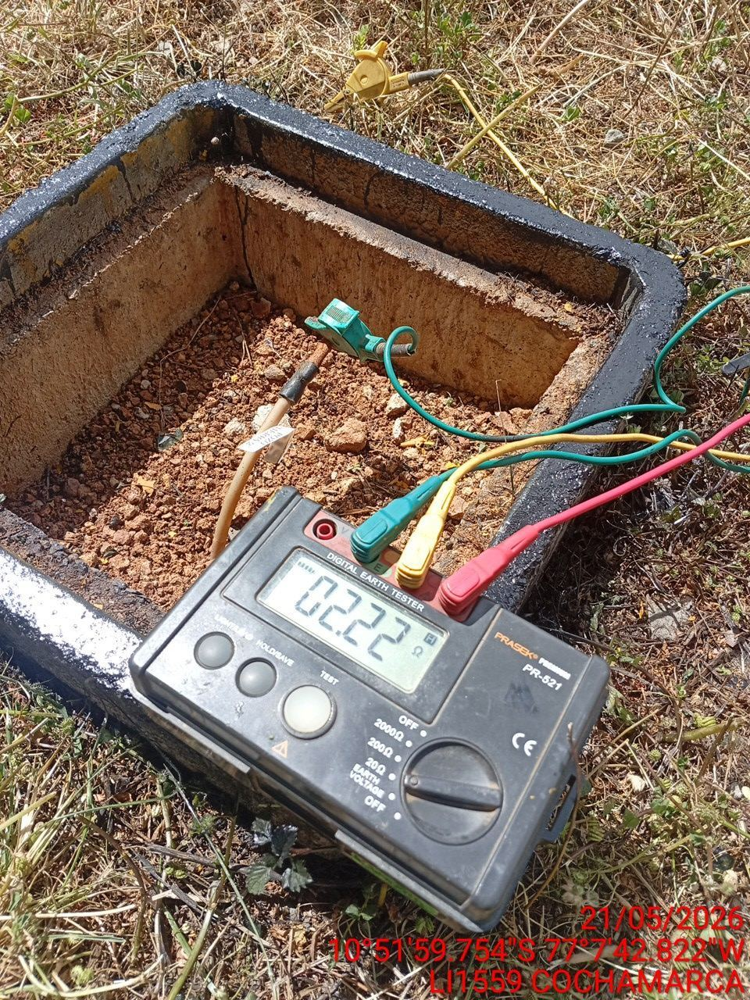 V
E
DIGITAL EARTH TESTER
02.22
H
Ω
PRASEK® PREMIUM
PR-521
HOLD/SAVE
TEST
OFF
2000Ω
200Ω
20Ω
EARTH
VOLTAGE
OFF
CE
21/05/2026
10°51'59.754"S 77°7'42.822"W
LI1559 COCHAMARCA